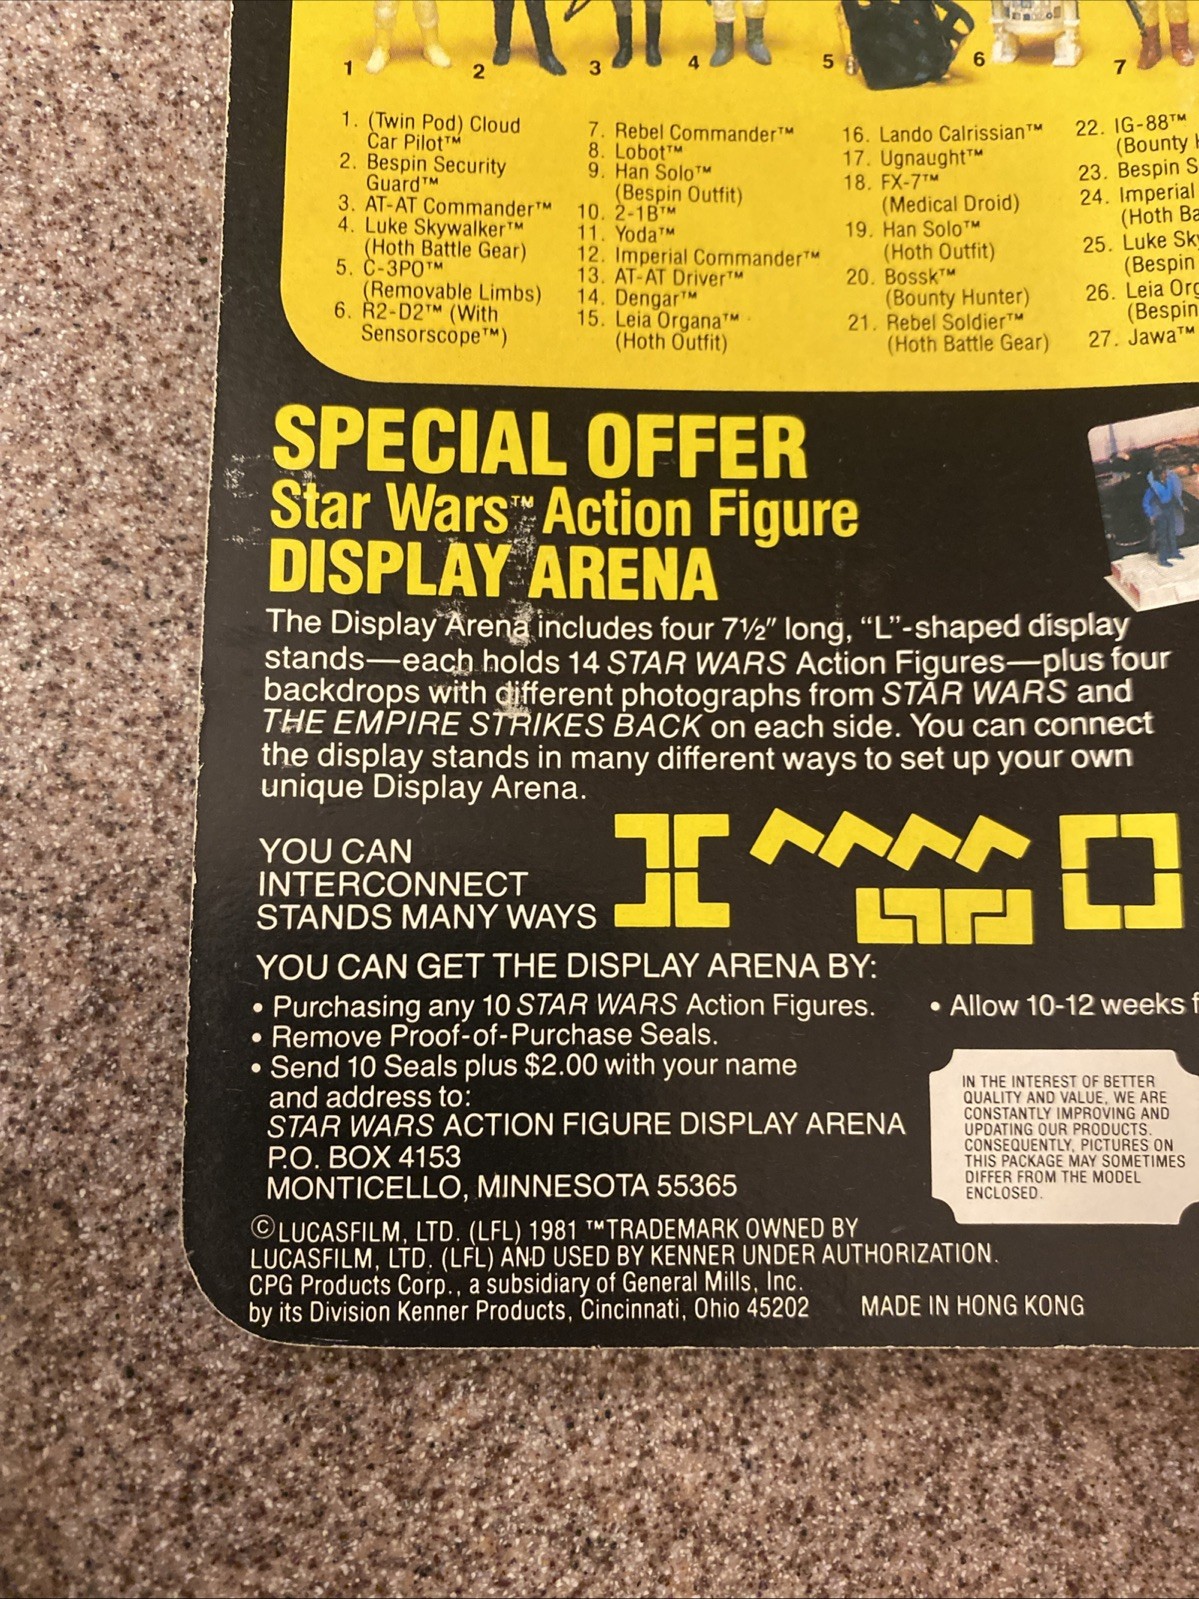 1 2 3 4 5 6 7
1. (Twin Pod) Cloud
Car Pilot™
2. Bespin Security
Guard™
3. AT-AT Commander™
4. Luke Skywalker™
(Hoth Battle Gear)
5. C-3PO™
(Removable Limbs)
6. R2-D2™ (With
Sensorscope™)
7. Rebel Commander™
8. Lobot™
9. Han Solo™
(Bespin Outfit)
10. 2-1B™
11. Yoda™
12. Imperial Commander™
13. AT-AT Driver™
14. Dengar™
15. Leia Organa™
(Hoth Outfit)
16. Lando Calrissian™
17. Ugnaught™
18. FX-7™
(Medical Droid)
19. Han Solo™
(Hoth Outfit)
20. Bossk™
(Bounty Hunter)
21. Rebel Soldier™
(Hoth Battle Gear)
22. IG-88™
(Bounty
23. Bespin
24. Imperial
(Hoth
25. Luke
(Bespin
26. Leia
(Bespin
27. Jawa™
SPECIAL OFFER
Star Wars™ Action Figure
DISPLAY ARENA
The Display Arena includes four 7½" long, "L"-shaped display
stands—each holds 14 STAR WARS Action Figures—plus four
backdrops with different photographs from STAR WARS and
THE EMPIRE STRIKES BACK on each side. You can connect
the display stands in many different ways to set up your own
unique Display Arena.
YOU CAN
INTERCONNECT
STANDS MANY WAYS
YOU CAN GET THE DISPLAY ARENA BY:
• Purchasing any 10 STAR WARS Action Figures.
• Remove Proof-of-Purchase Seals.
• Send 10 Seals plus $2.00 with your name
and address to:
STAR WARS ACTION FIGURE DISPLAY ARENA
P.O. BOX 4153
MONTICELLO, MINNESOTA 55365
• Allow 10-12 weeks
IN THE INTEREST OF BETTER
QUALITY AND VALUE, WE ARE
CONSTANTLY IMPROVING AND
UPDATING OUR PRODUCTS.
CONSEQUENTLY, PICTURES ON
THIS PACKAGE MAY SOMETIMES
DIFFER FROM THE MODEL
ENCLOSED.
©LUCASFILM, LTD. (LFL) 1981 ™TRADEMARK OWNED BY
LUCASFILM, LTD. (LFL) AND USED BY KENNER UNDER AUTHORIZATION.
CPG Products Corp., a subsidiary of General Mills, Inc.
by its Division Kenner Products, Cincinnati, Ohio 45202
MADE IN HONG KONG